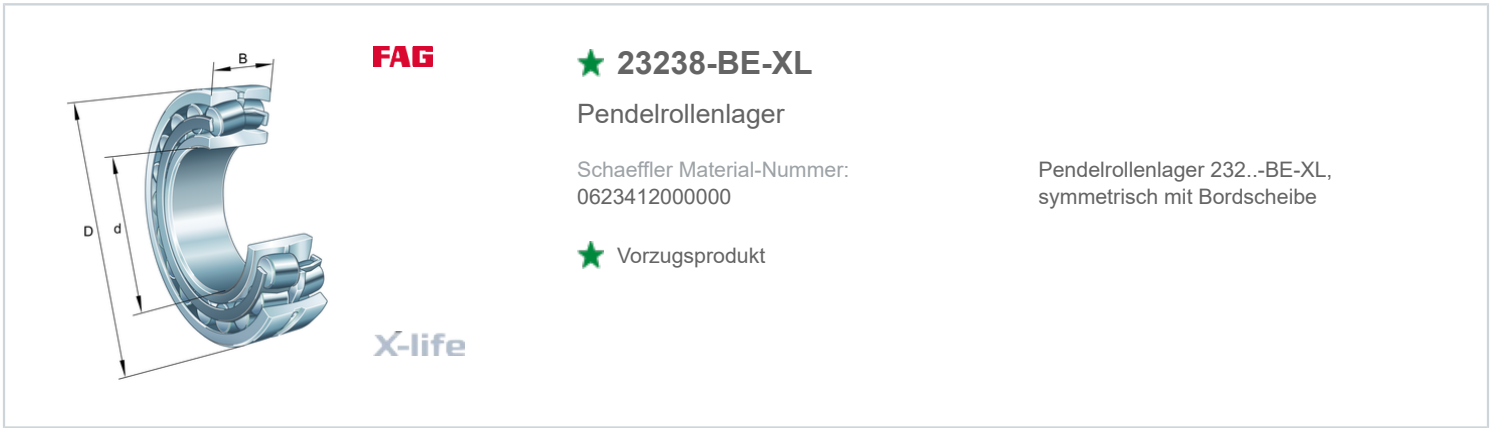 B
FAG
D
d
X-life
23238-BE-XL
Pendelrollenlager
Schaeffler Material-Nummer:
0623412000000
Vorzugsprodukt
Pendelrollenlager 232..-BE-XL,
symmetrisch mit Bordscheibe